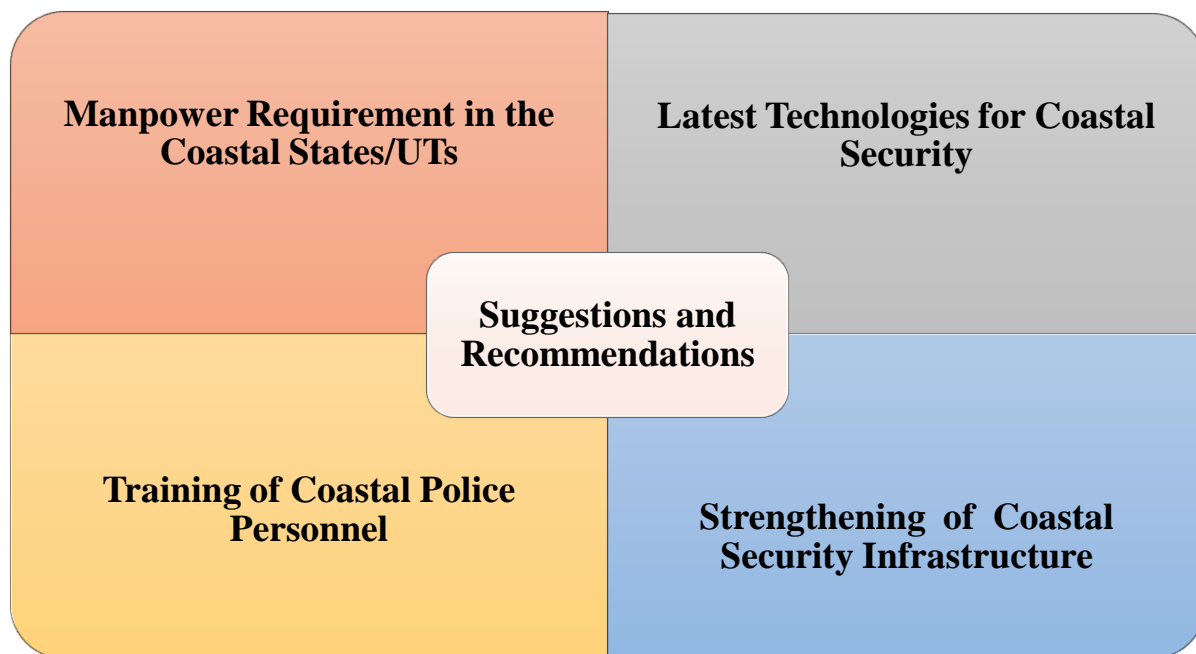 Manpower Requirement in the
Coastal States/UTs
Latest Technologies for Coastal
Security
Suggestions and
Recommendations
Training of Coastal Police
Personnel
Strengthening of Coastal
Security Infrastructure